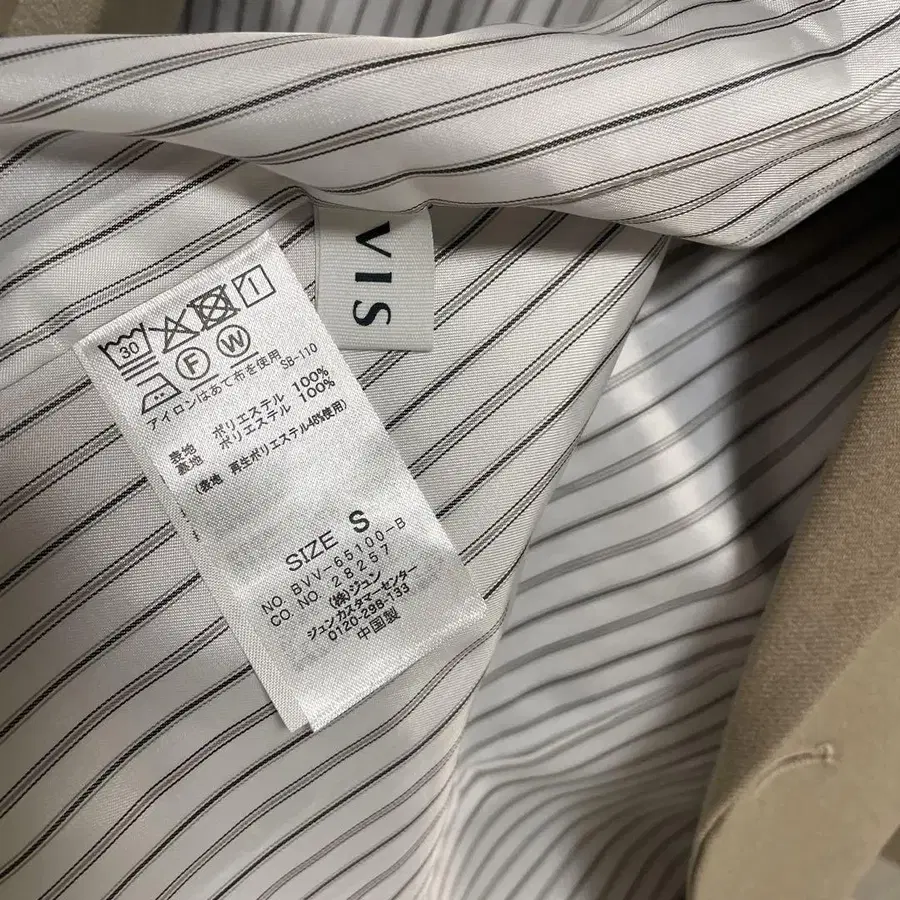 VIS
30
F W
アイロンはあて布を使用
SB-110
表地 ポリエステル 100%
裏地 ポリエステル 100%
(表地 再生ポリエステル48%使用)
SIZE S
NO. BVV-65100-B
CO.NO. 28257
(株)ジュン
ジュンカスタマーセンター
0120-298-133
中国製